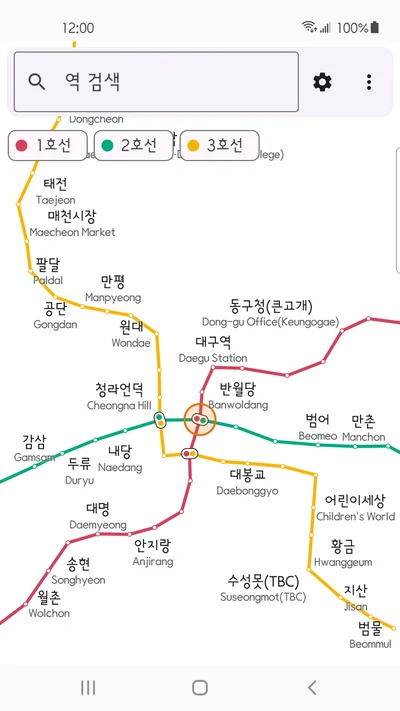 12:00
100%
역 검색
Dongcheon
1호선
2호선
3호선
lege)
태전
Taejeon
매천시장
Maecheon Market
팔달
Paldal
만평
Manpyeong
공단
Gongdan
원대
Wondae
동구청(큰고개)
Dong-gu Office(Keungogae)
대구역
Daegu Station
청라언덕
Cheongna Hill
반월당
Banwoldang
범어
Beomeo
만촌
Manchon
감삼
Gamsam
두류
Duryu
내당
Naedang
대봉교
Daebonggyo
어린이세상
Children's World
대명
Daemyeong
안지랑
Anjirang
황금
Hwanggeum
송현
Songhyeon
수성못(TBC)
Suseongmot(TBC)
지산
Jisan
월촌
Wolchon
범물
Beommul